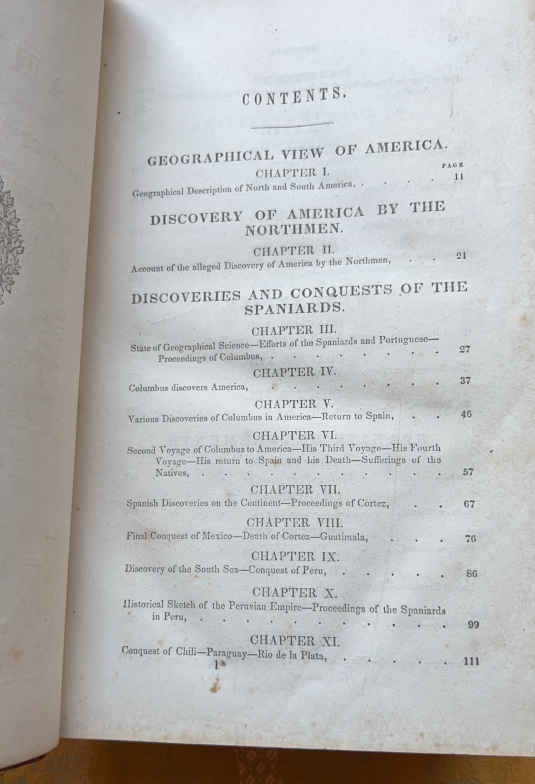 CONTENTS.
GEOGRAPHICAL VIEW OF AMERICA.
CHAPTER I.
PAGE
Geographical Description of North and South America, . . . . 11
DISCOVERY OF AMERICA BY THE
NORTHMEN.
CHAPTER II.
Account of the alleged Discovery of America by the Northmen, . . 21
DISCOVERIES AND CONQUESTS OF THE
SPANIARDS.
CHAPTER III.
State of Geographical Science—Efforts of the Spaniards and Portuguese—
Proceedings of Columbus, . . . . . . . . 27
CHAPTER IV.
Columbus discovers America, . . . . . . . . 37
CHAPTER V.
Various Discoveries of Columbus in America—Return to Spain, . . 46
CHAPTER VI.
Second Voyage of Columbus to America—His Third Voyage—His Fourth
Voyage—His return to Spain and his Death—Sufferings of the
Natives, . . . . . . . . . . . 57
CHAPTER VII.
Spanish Discoveries on the Continent—Proceedings of Cortez, . . 67
CHAPTER VIII.
Final Conquest of Mexico—Death of Cortez—Guatimala, . . . 76
CHAPTER IX.
Discovery of the South Sea—Conquest of Peru, . . . . . 86
CHAPTER X.
Historical Sketch of the Peruvian Empire—Proceedings of the Spaniards
in Peru, . . . . . . . . . . . 99
CHAPTER XI.
Conquest of Chili—Paraguay—Rio de la Plata, . . . . . 111
1*